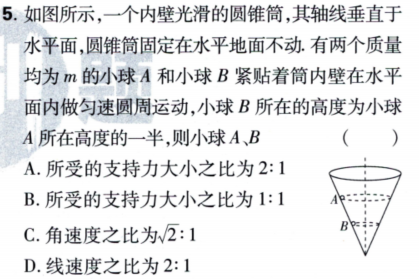 5. 如图所示,一个内壁光滑的圆锥筒,其轴线垂直于
水平面,圆锥筒固定在水平地面不动. 有两个质量
均为 m 的小球 A 和小球 B 紧贴着筒内壁在水平
面内做匀速圆周运动,小球 B 所在的高度为小球
A 所在高度的一半,则小球 A、B ( )
A. 所受的支持力大小之比为 2∶1
B. 所受的支持力大小之比为 1∶1
C. 角速度之比为√2∶1
D. 线速度之比为 2∶1
A
B